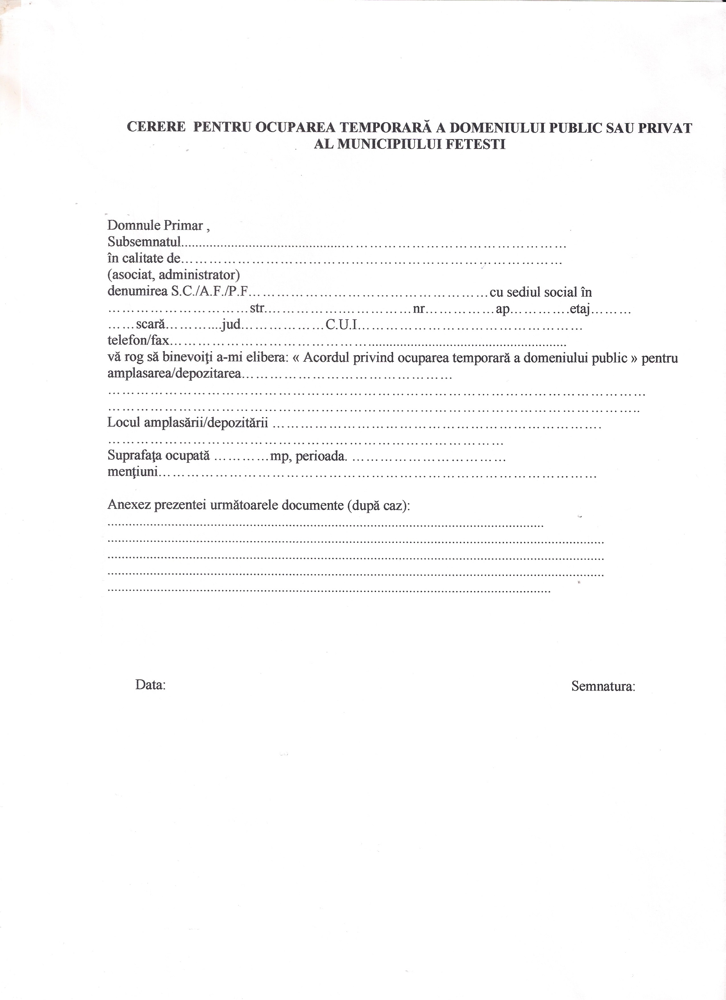 CERERE PENTRU OCUPAREA TEMPORARĂ A DOMENIULUI PUBLIC SAU PRIVAT
AL MUNICIPIULUI FETESTI
Domnule Primar ,
Subsemnatul..........................................................................................
în calitate de..........................................................................................
(asociat, administrator)
denumirea S.C./A.F./P.F..........................................................cu sediul social în
................................str..................................nr................ap..............etaj.........
......scară.............jud...................C.U.I....................................................
telefon/fax..........................................................................................
vă rog să binevoiţi a-mi elibera: « Acordul privind ocuparea temporară a domeniului public » pentru
amplasarea/depozitarea................................................
..........................................................................................................................
.........................................................................................................................
Locul amplasării/depozitării ...........................................................................
..........................................................................................
Suprafaţa ocupată ............mp, perioada. ...................................
menţiuni....................................................................................................
Anexez prezentei următoarele documente (după caz):
..........................................................................................................................
..........................................................................................................................................
..........................................................................................................................................
..........................................................................................................................................
............................................................................................................................
Data: Semnatura: